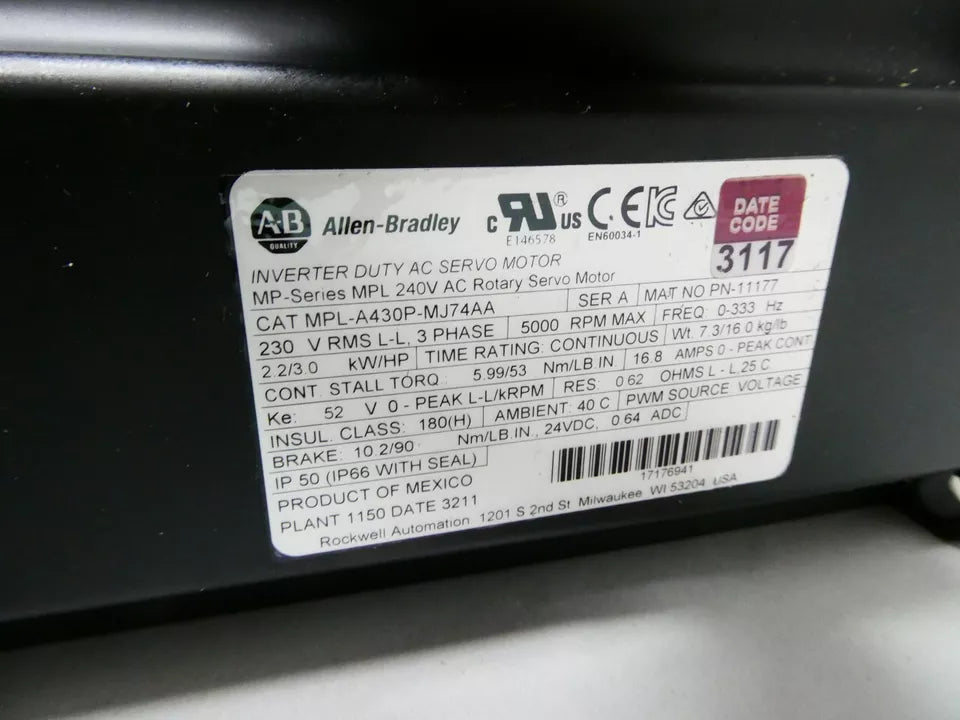 A·B
QUALITY
Allen-Bradley
c RU ® US CE KC
E146578
EN60034-1
DATE CODE
3117
INVERTER DUTY AC SERVO MOTOR
MP-Series MPL 240V AC Rotary Servo Motor
CAT MPL-A430P-MJ74AA SER A MAT NO PN-11177
230 V RMS L-L, 3 PHASE 5000 RPM MAX FREQ: 0-333 Hz
2.2/3.0 kW/HP TIME RATING: CONTINUOUS Wt. 7.3/16.0 kg/lb
CONT. STALL TORQ 5.99/53 Nm/LB.IN. 16.8 AMPS 0 - PEAK CONT
Ke: 52 V 0 - PEAK L-L/kRPM RES: 0.62 OHMS L - L,25 C
INSUL. CLASS: 180(H) AMBIENT: 40 C PWM SOURCE VOLTAGE
BRAKE: 10.2/90 Nm/LB.IN., 24VDC, 0.64 ADC
IP 50 (IP66 WITH SEAL)
17176941
PRODUCT OF MEXICO
PLANT 1150 DATE 3211
Rockwell Automation 1201 S 2nd St Milwaukee WI 53204 USA